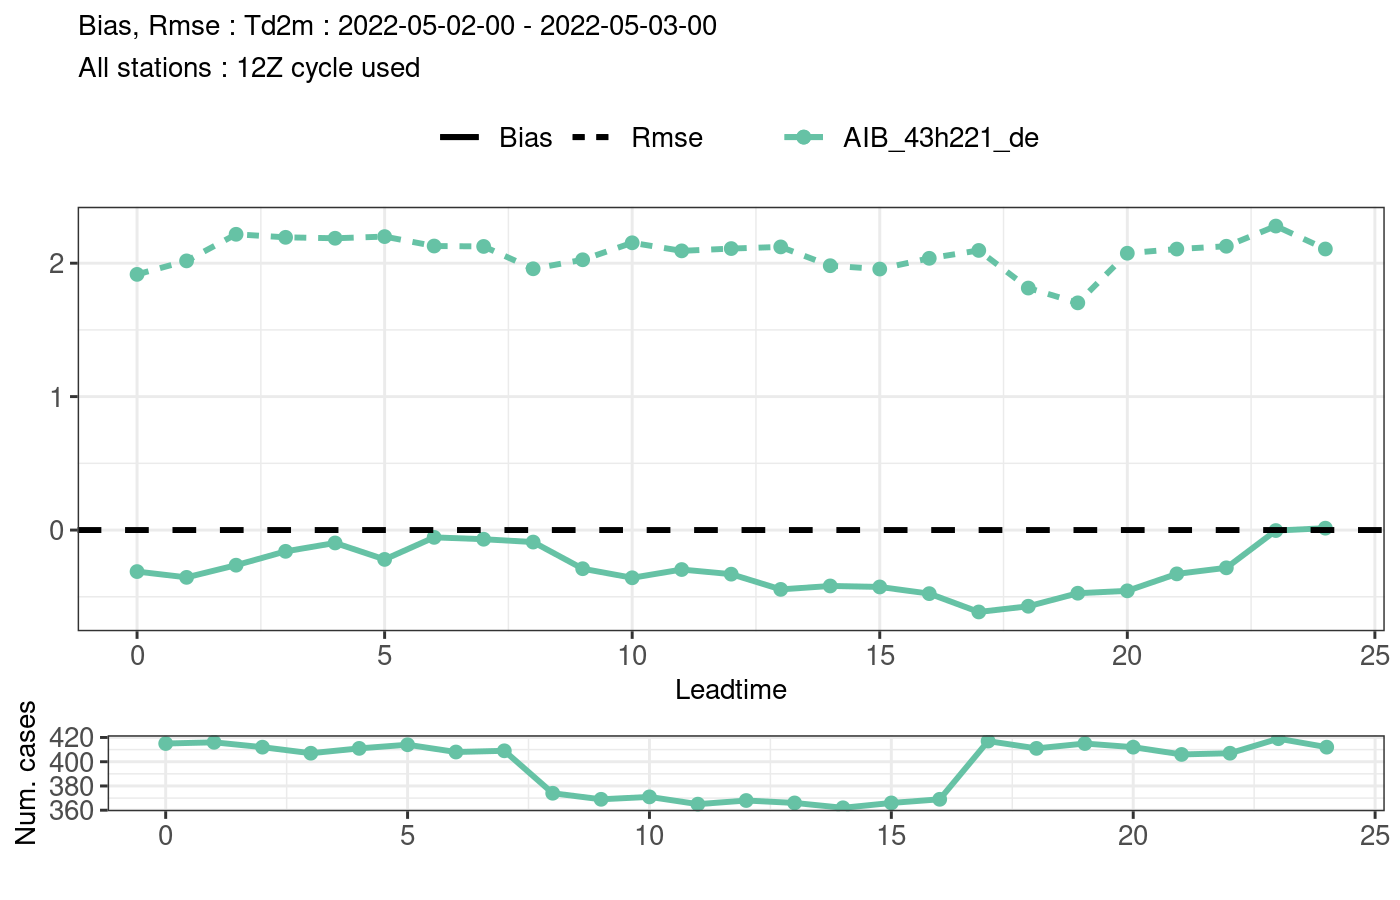 Bias, Rmse : Td2m : 2022-05-02-00 - 2022-05-03-00
All stations : 12Z cycle used
Bias Rmse AIB_43h221_de
2
1
0
0 5 10 15 20 25
Leadtime
Num. cases
420
400
380
360
0 5 10 15 20 25